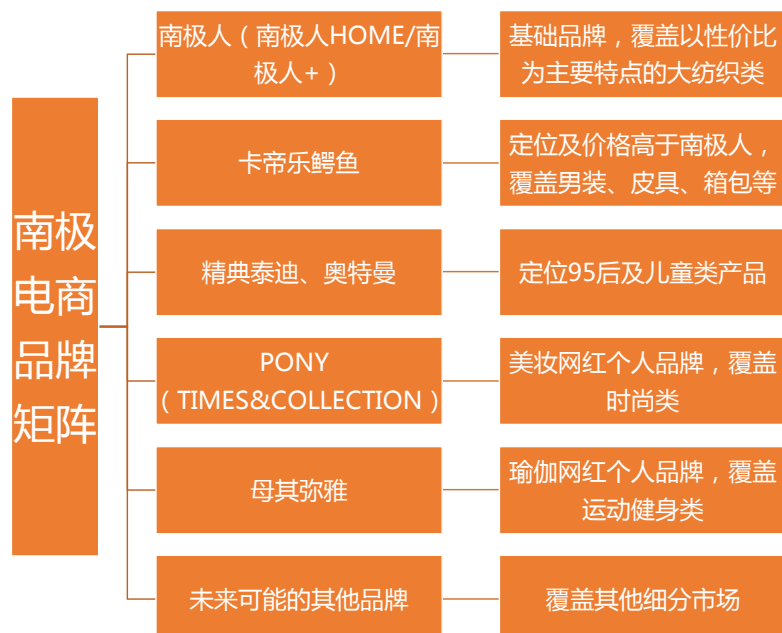 南极
电商
品牌
矩阵
南极人（南极人HOME/南
极人+）
基础品牌，覆盖以性价比
为主要特点的大纺织类
卡帝乐鳄鱼
定位及价格高于南极人，
覆盖男装、皮具、箱包等
精典泰迪、奥特曼
定位95后及儿童类产品
PONY
（TIMES&COLLECTION）
美妆网红个人品牌，覆盖
时尚类
母其弥雅
瑜伽网红个人品牌，覆盖
运动健身类
未来可能的其他品牌
覆盖其他细分市场